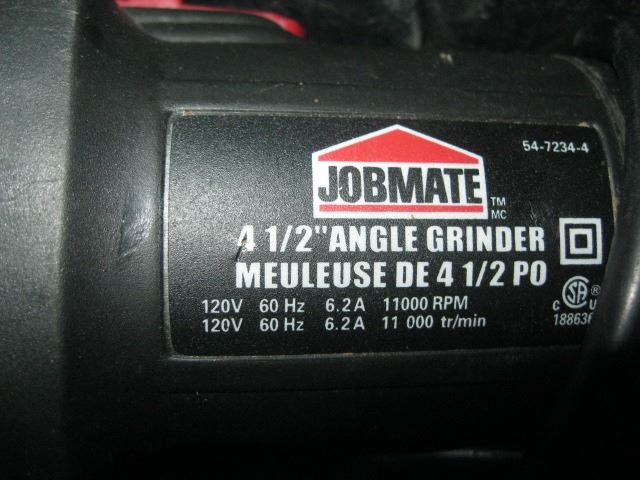 54-7234-4
JOBMATE TM
MC
4 1/2" ANGLE GRINDER
MEULEUSE DE 4 1/2 PO
120V 60 Hz 6.2A 11000 RPM
120V 60 Hz 6.2A 11 000 tr/min
C SA ® U